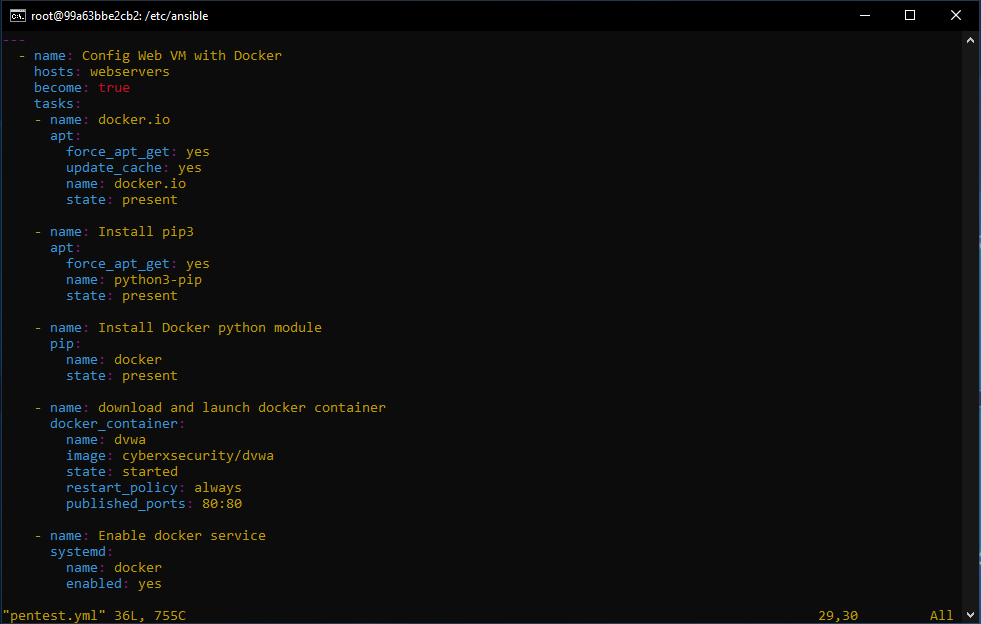 root@99a63bbe2cb2: /etc/ansible
---
  - name: Config Web VM with Docker
    hosts: webservers
    become: true
    tasks:
    - name: docker.io
      apt:
        force_apt_get: yes
        update_cache: yes
        name: docker.io
        state: present

    - name: Install pip3
      apt:
        force_apt_get: yes
        name: python3-pip
        state: present

    - name: Install Docker python module
      pip:
        name: docker
        state: present

    - name: download and launch docker container
      docker_container:
        name: dvwa
        image: cyberxsecurity/dvwa
        state: started
        restart_policy: always
        published_ports: 80:80

    - name: Enable docker service
      systemd:
        name: docker
        enabled: yes

"pentest.yml" 36L, 755C 29,30 All